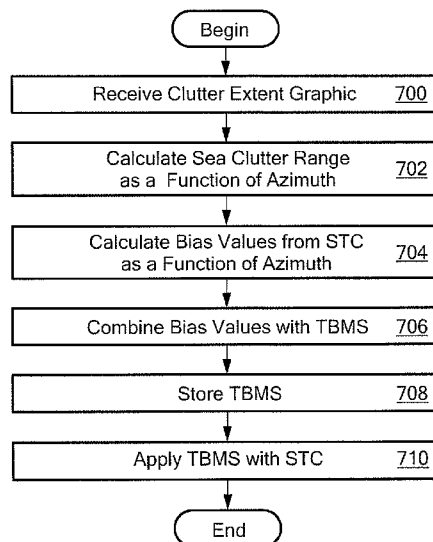 Begin
Receive Clutter Extent Graphic 700
Calculate Sea Clutter Range
as a Function of Azimuth 702
Calculate Bias Values from STC
as a Function of Azimuth 704
Combine Bias Values with TBMS 706
Store TBMS 708
Apply TBMS with STC 710
End